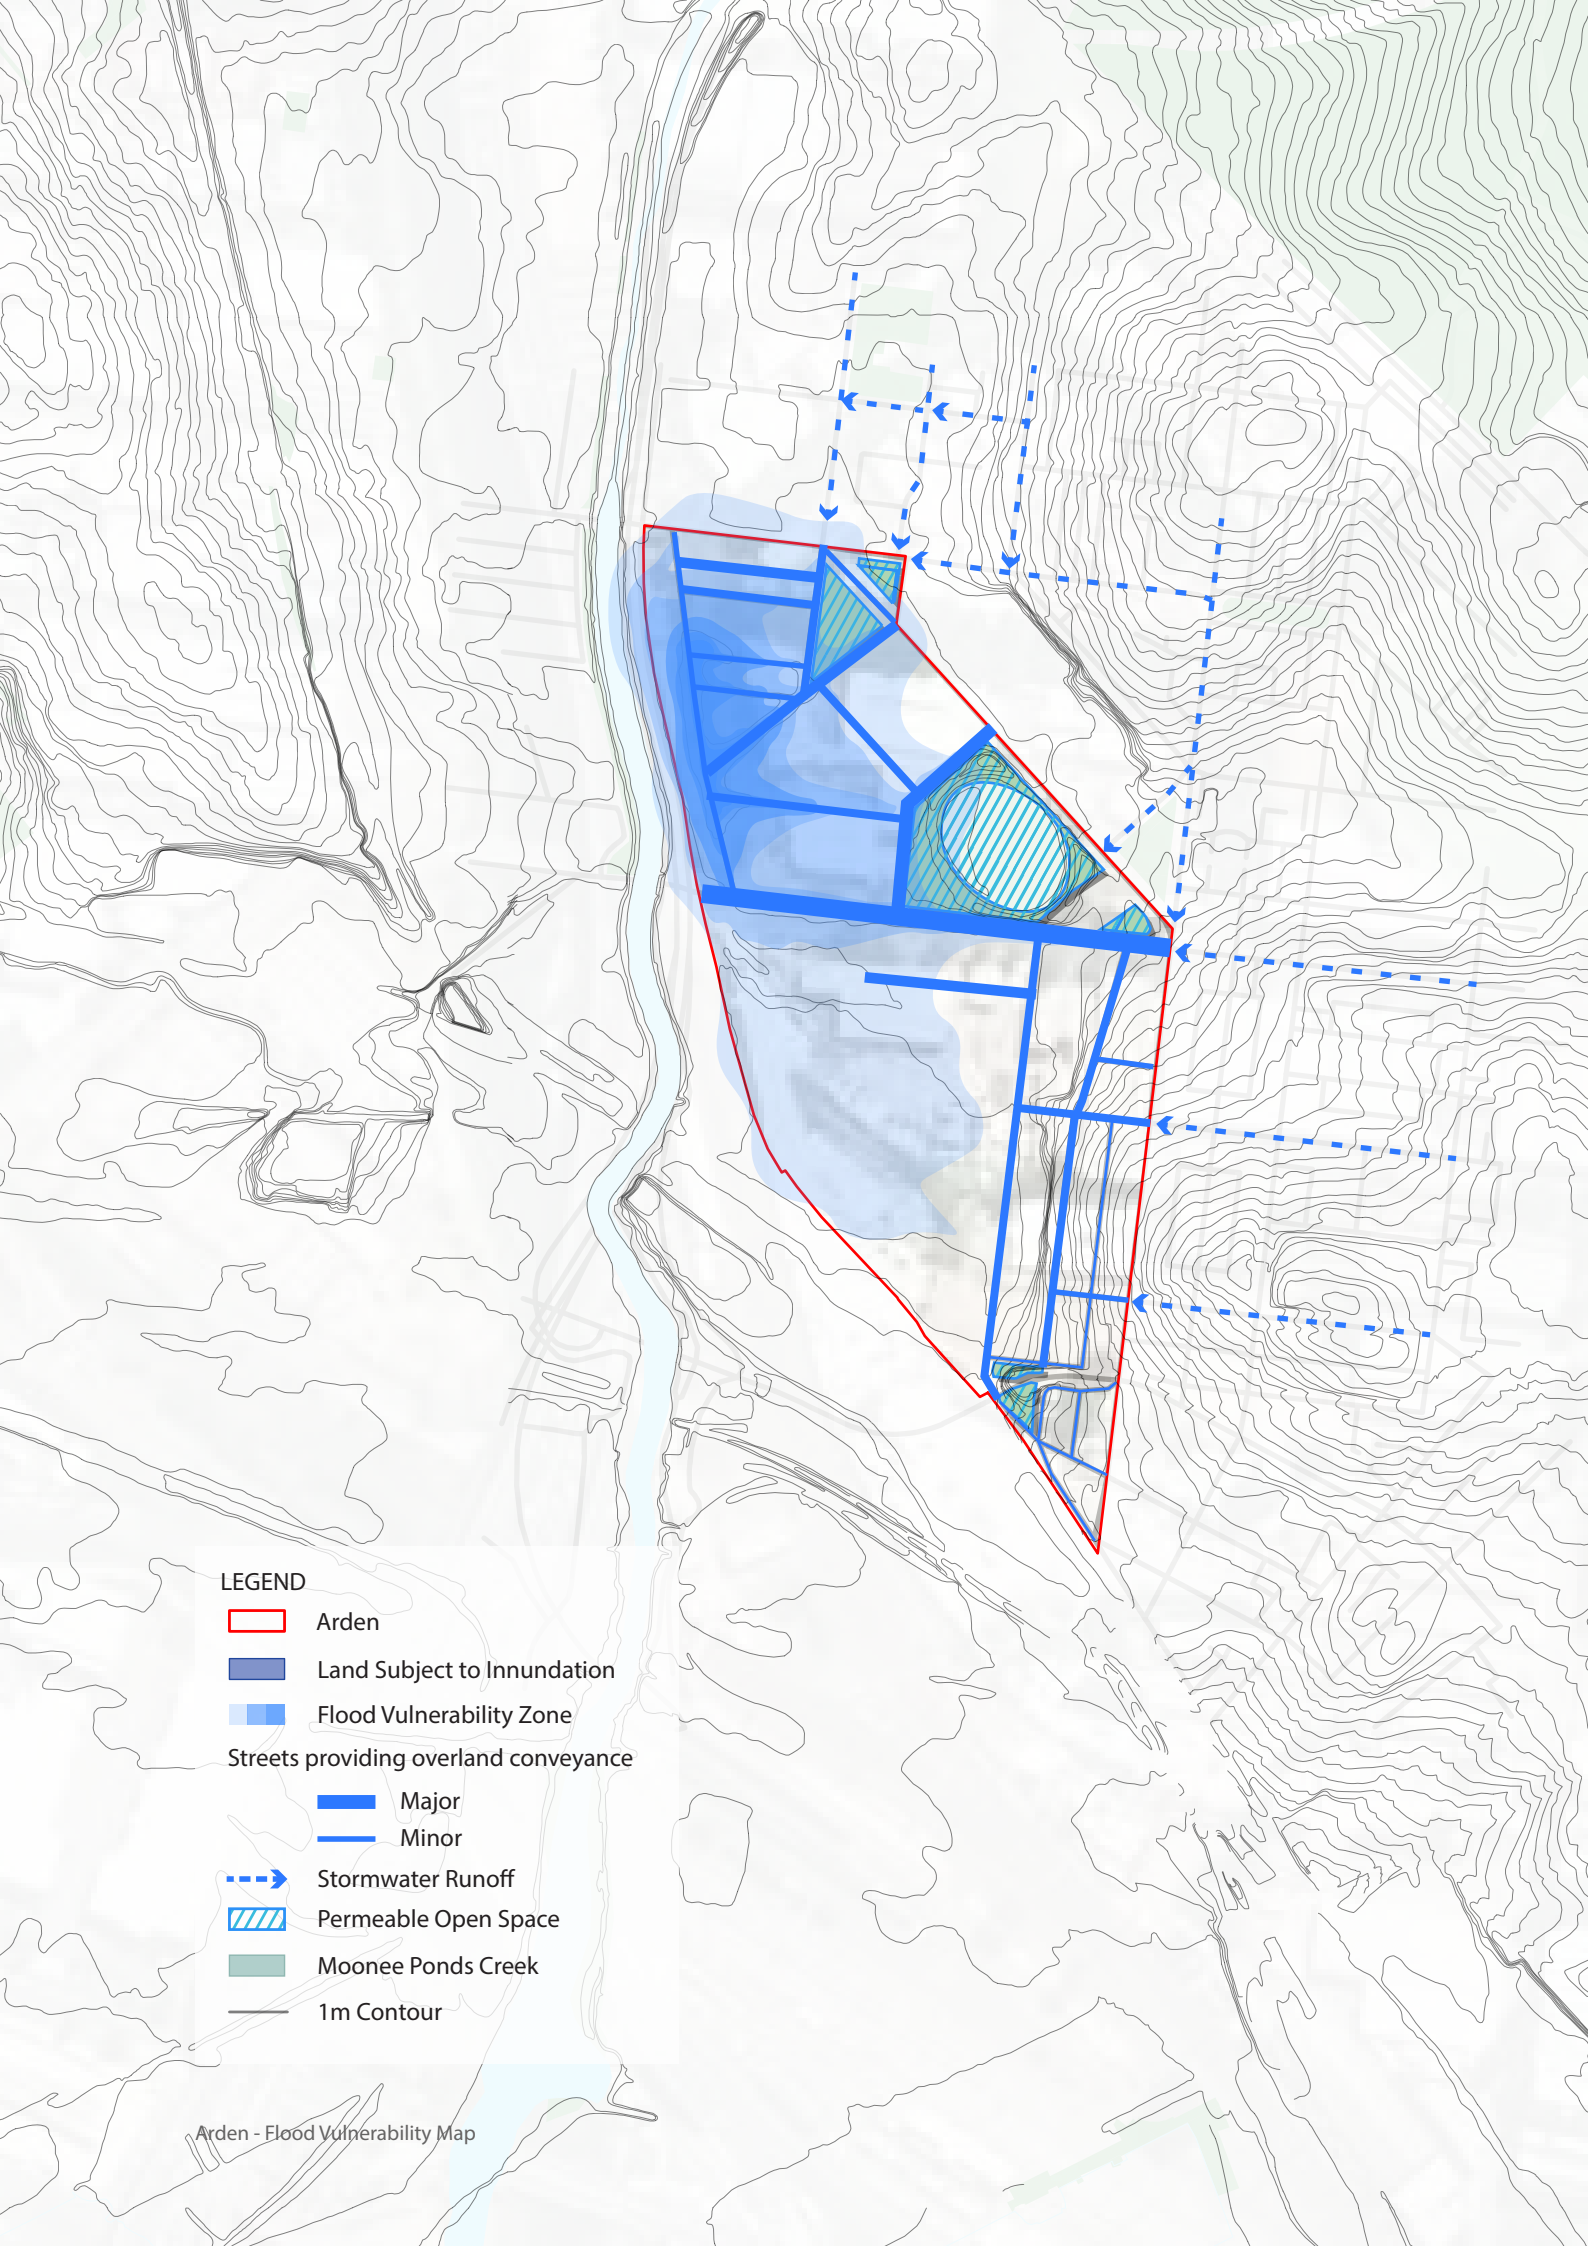 LEGEND
Arden
Land Subject to Innundation
Flood Vulnerability Zone
Streets providing overland conveyance
Major
Minor
Stormwater Runoff
Permeable Open Space
Moonee Ponds Creek
1m Contour
Arden - Flood Vulnerability Map